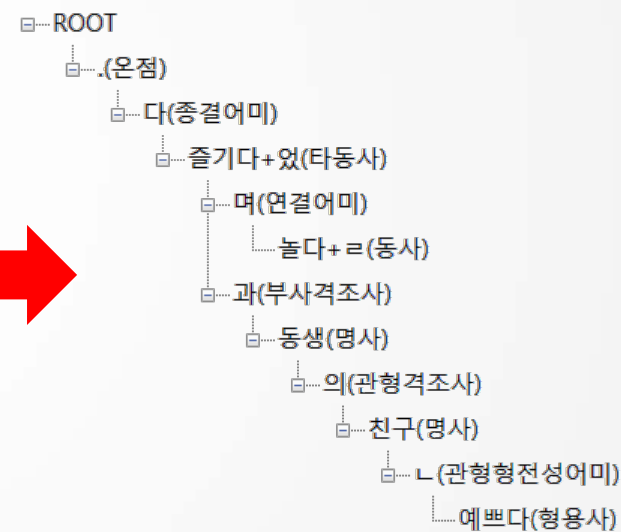 ROOT
.(온점)
다(종결어미)
즐기다+었(타동사)
며(연결어미)
놀다+ㄹ(동사)
과(부사격조사)
동생(명사)
의(관형격조사)
친구(명사)
ㄴ(관형형전성어미)
예쁘다(형용사)